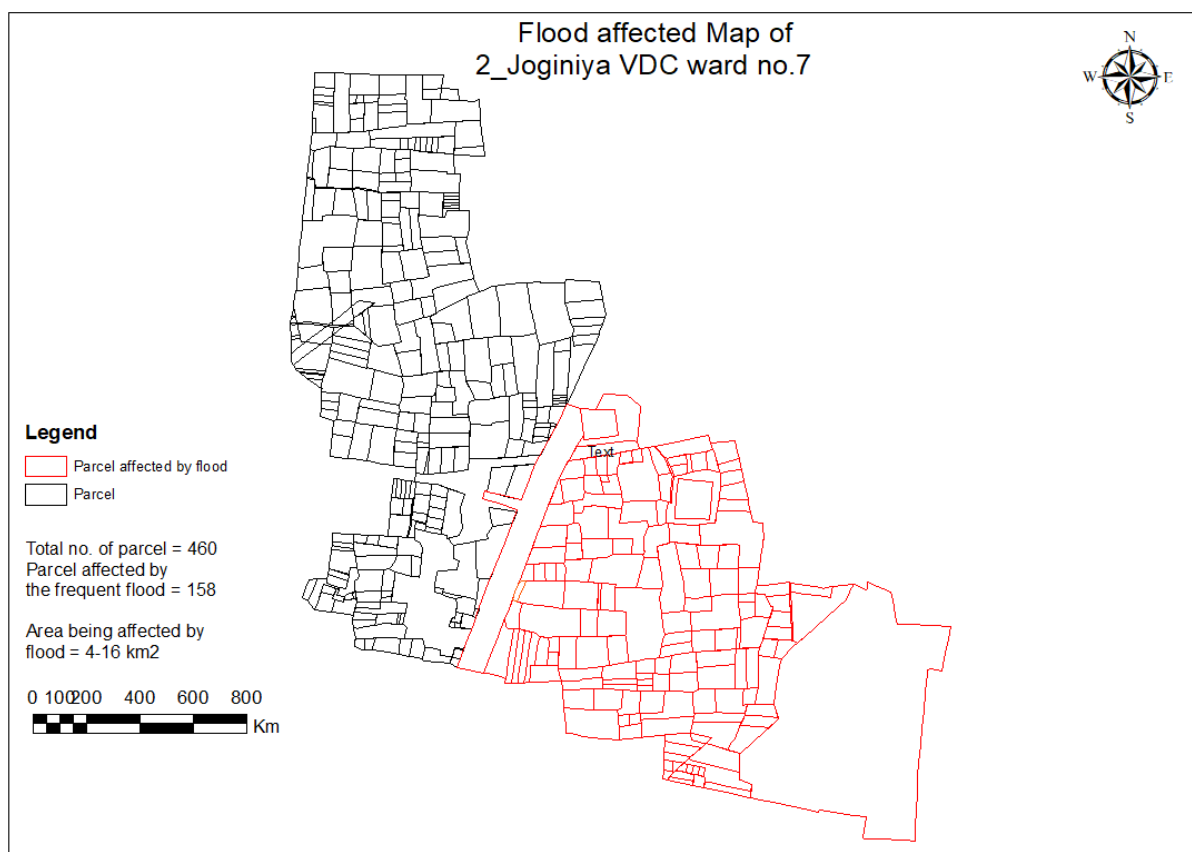 Flood affected Map of
2_Joginiya VDC ward no.7
N
W E
S
Text
Legend
Parcel affected by flood
Parcel
Total no. of parcel = 460
Parcel affected by
the frequent flood = 158
Area being affected by
flood = 4-16 km2
0 100200 400 600 800
Km